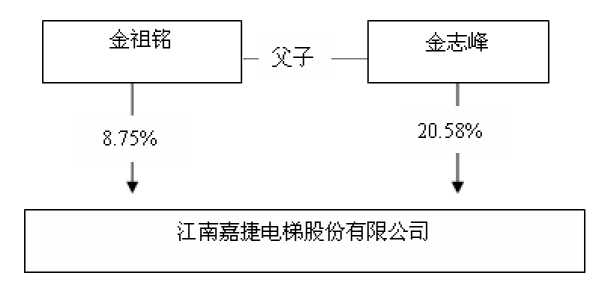 金祖铭
父子
金志峰
8.75%
20.58%
江南嘉捷电梯股份有限公司